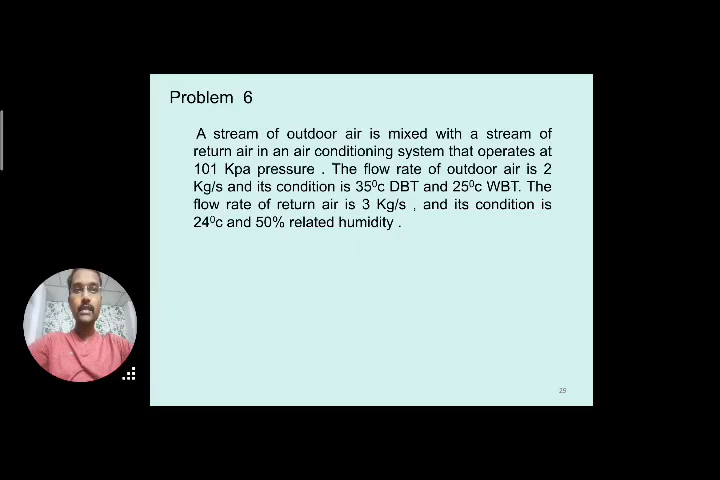 Problem 6
A stream of outdoor air is mixed with a stream of
return air in an air conditioning system that operates at
101 Kpa pressure . The flow rate of outdoor air is 2
Kg/s and its condition is 35⁰c DBT and 25⁰c WBT. The
flow rate of return air is 3 Kg/s , and its condition is
24⁰c and 50% related humidity .